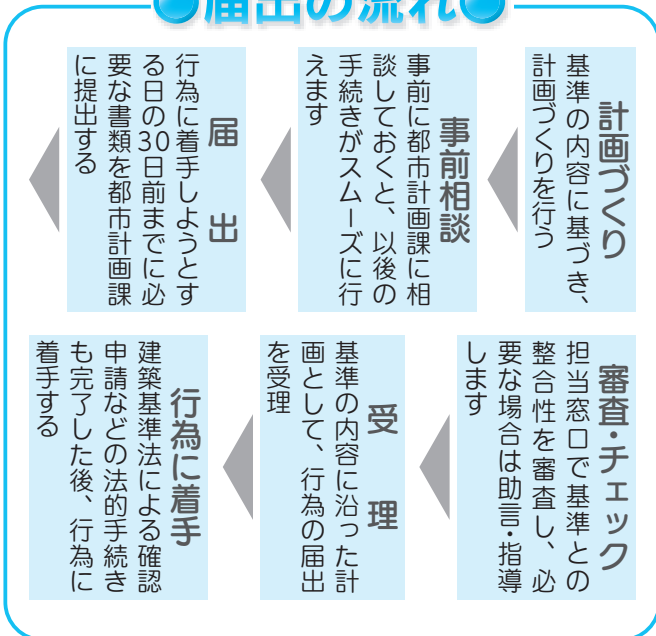 ●届出の流れ●
計画づくり
基準の内容に基づき、
計画づくりを行う
事前相談
事前に都市計画課に相
談しておくと、以後の
手続きがスムーズに行
えます
届出
行為に着手しようとす
る日の30日前までに必
要な書類を都市計画課
に提出する
審査・チェック
担当窓口で基準との
整合性を審査し、必
要な場合は助言・指導
します
受理
基準の内容に沿った計
画として、行為の届出
を受理
行為に着手
建築基準法による確認
申請などの法的手続き
も完了した後、行為に
着手する